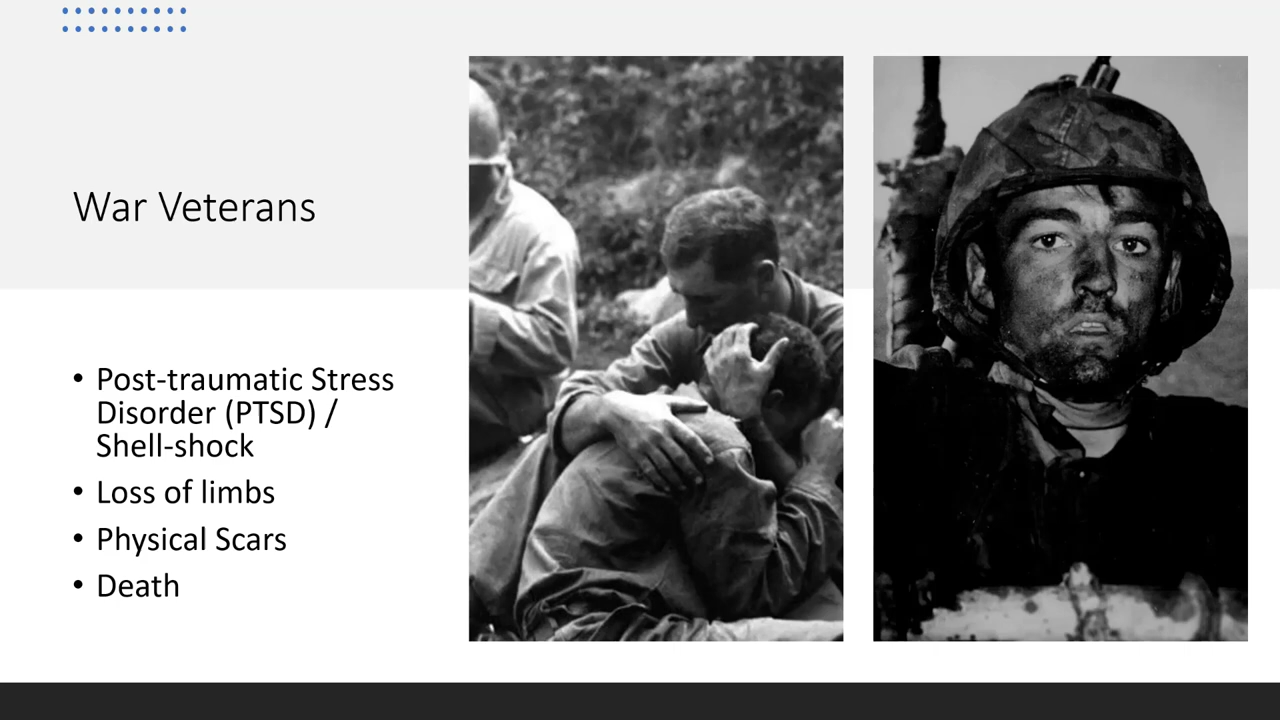 War Veterans
• Post-traumatic Stress
Disorder (PTSD) /
Shell-shock
• Loss of limbs
• Physical Scars
• Death